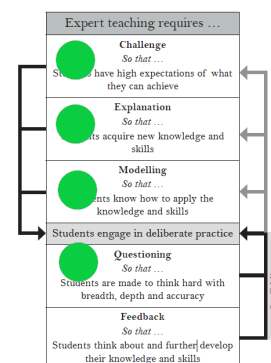 Expert teaching requires …
Challenge
So that …
have high expectations of what
they can achieve
Explanation
So that …
acquire new knowledge and
skills
Modelling
So that …
know how to apply the
knowledge and skills
Students engage in deliberate practice
Questioning
So that …
Students are made to think hard with
breadth, depth and accuracy
Feedback
So that …
Students think about and further develop
their knowledge and skills